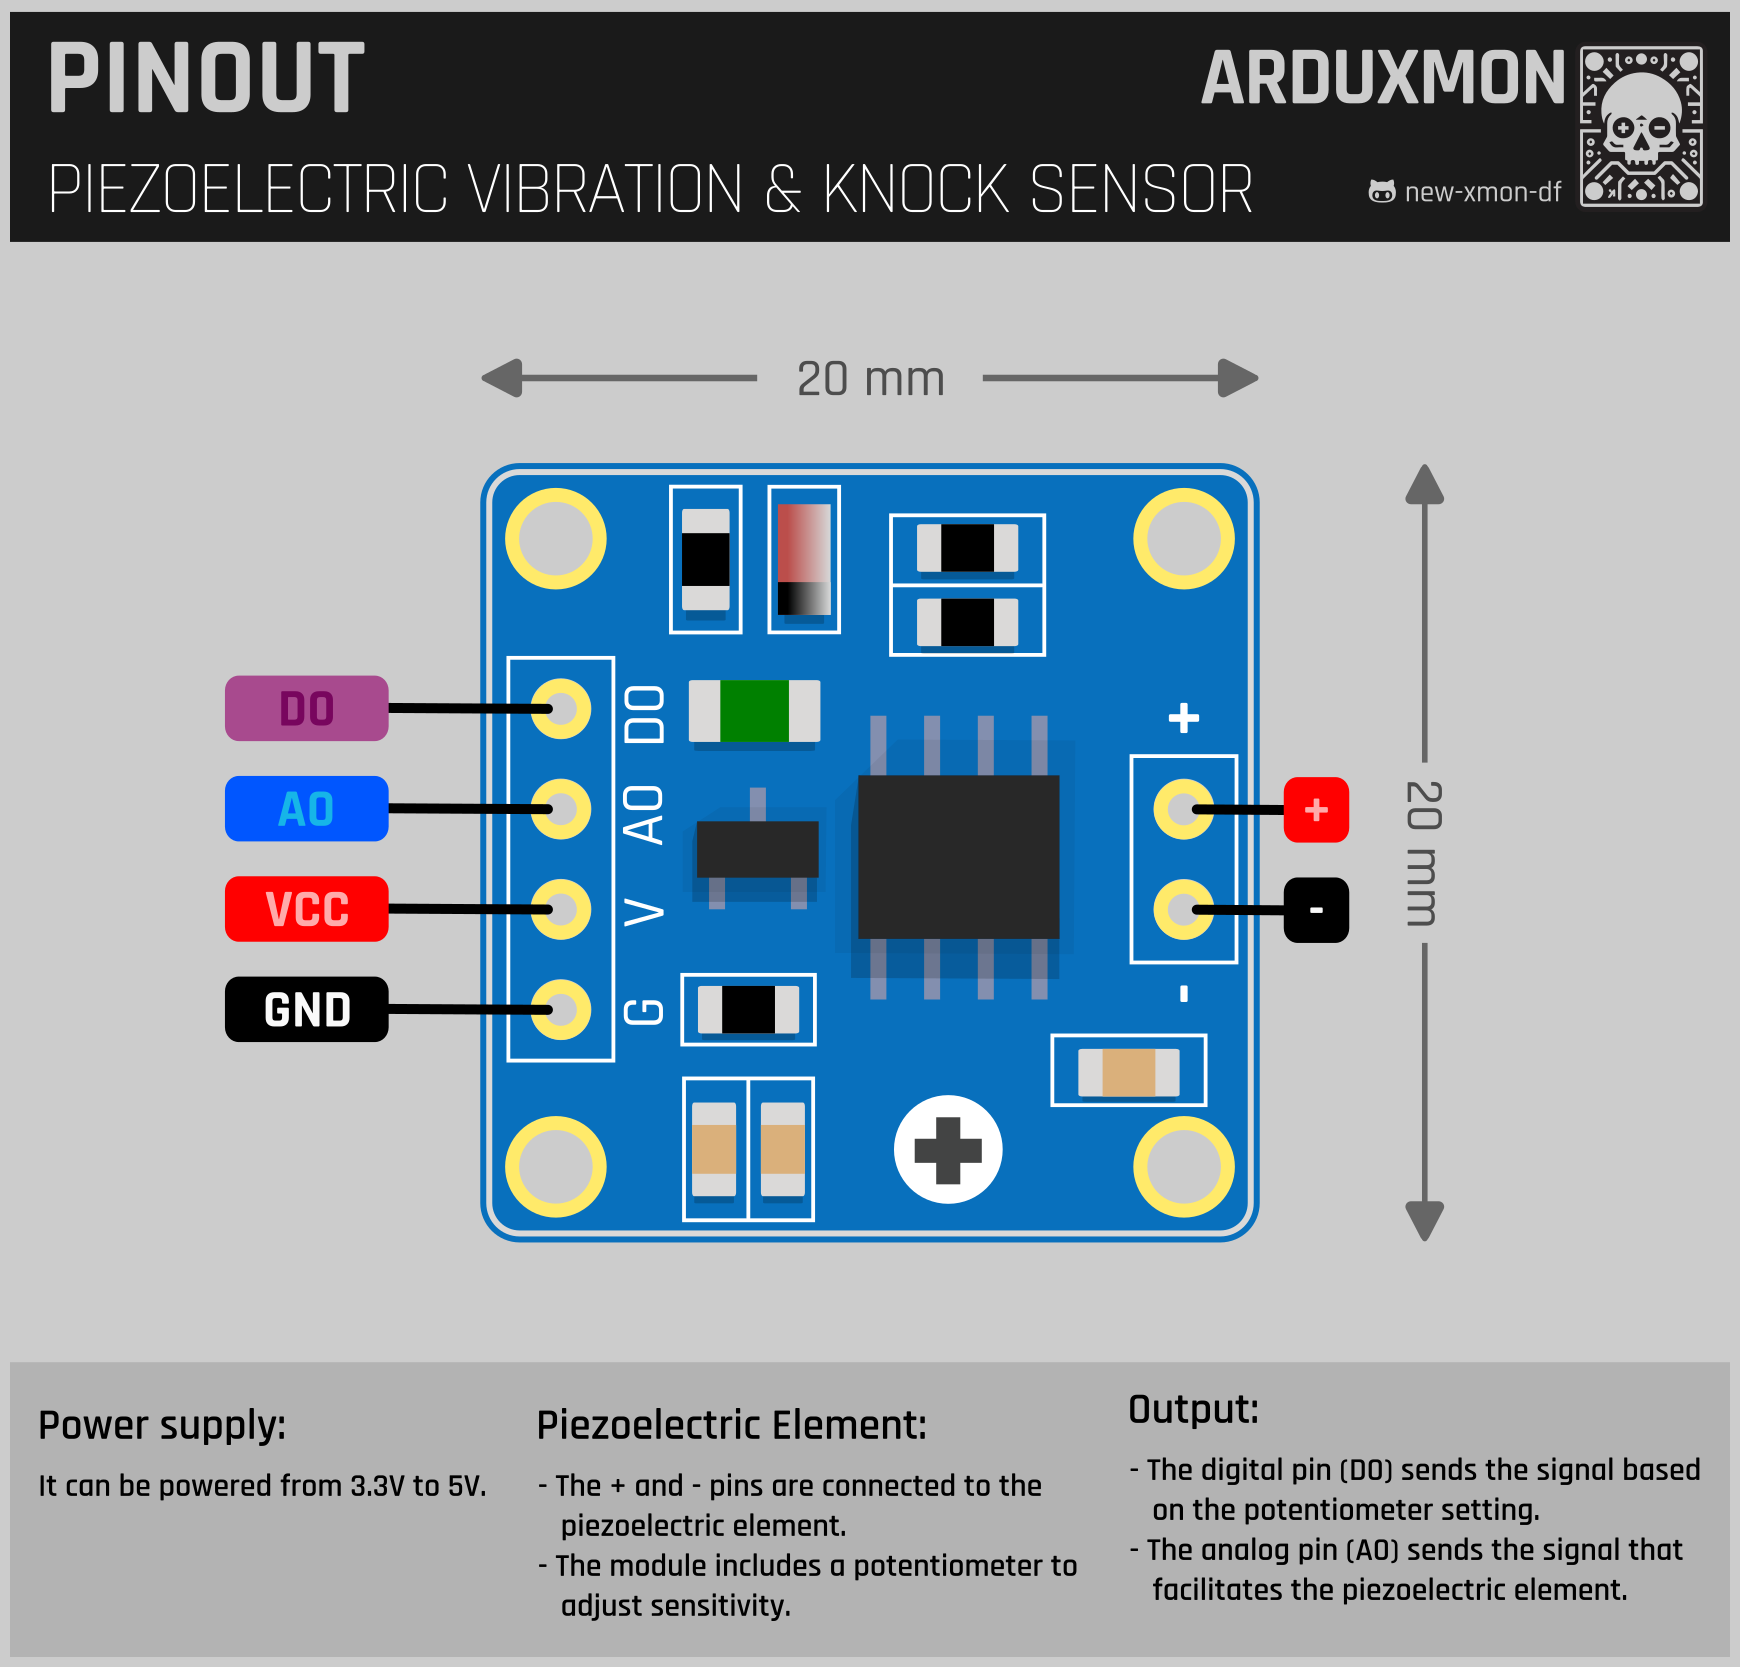 PINOUT
ARDUXMON
PIEZOELECTRIC VIBRATION & KNOCK SENSOR
new-xmon-df
20 mm
DO
DO
AO
AO
VCC
V
GND
G
+
+
-
-
20 mm
Power supply:
It can be powered from 3.3V to 5V.
Piezoelectric Element:
- The + and - pins are connected to the
piezoelectric element.
- The module includes a potentiometer to
adjust sensitivity.
Output:
- The digital pin (DO) sends the signal based
on the potentiometer setting.
- The analog pin (AO) sends the signal that
facilitates the piezoelectric element.